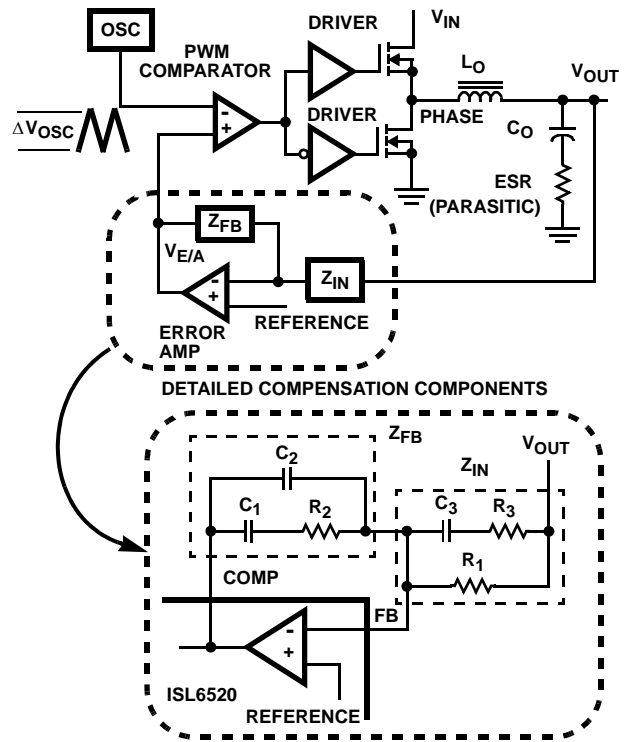 OSC
PWM
COMPARATOR
DRIVER
V_IN
L_O
V_OUT
ΔV_OSC
-
+
DRIVER
PHASE
C_O
ESR
(PARASITIC)
Z_FB
V_E/A
-
+
Z_IN
REFERENCE
ERROR
AMP
DETAILED COMPENSATION COMPONENTS
Z_FB
V_OUT
C_2
Z_IN
C_1
R_2
C_3
R_3
R_1
COMP
FB
-
+
ISL6520
REFERENCE